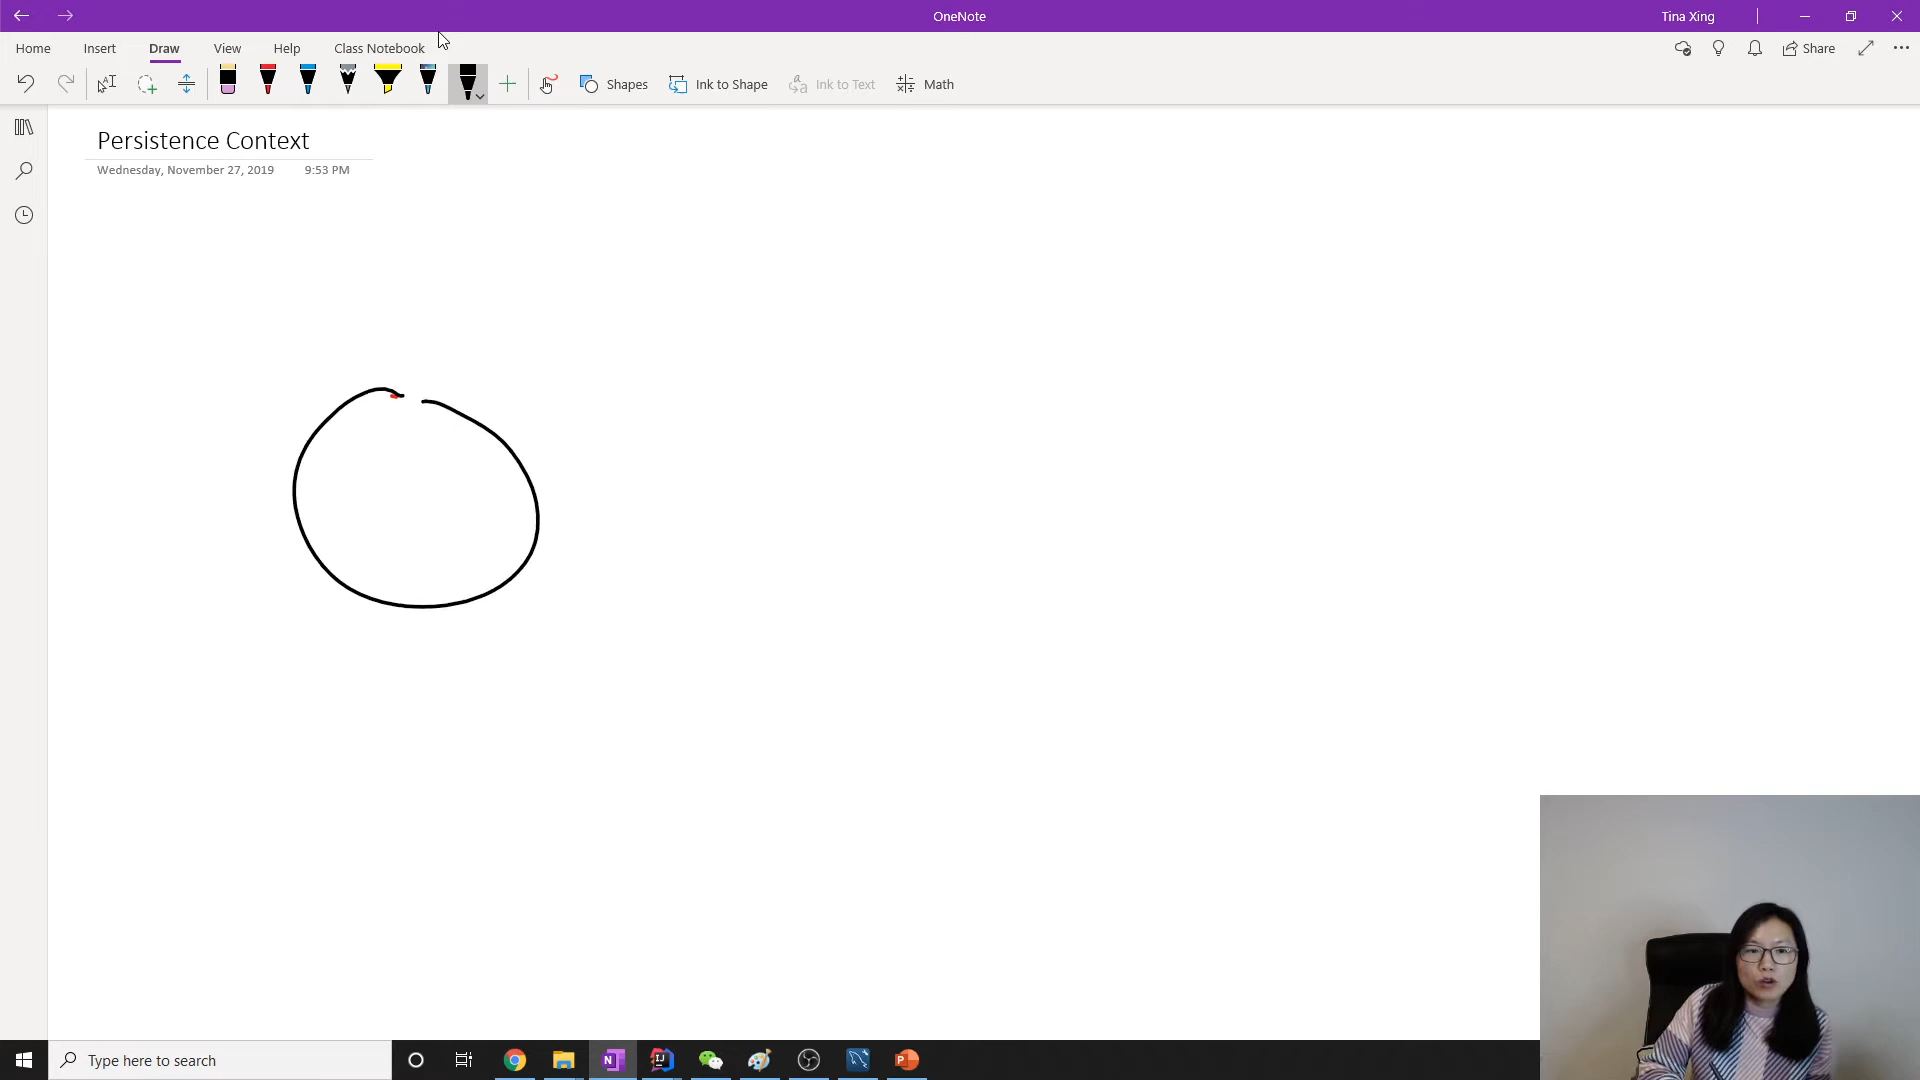 OneNote
Tina Xing
Home Insert Draw View Help Class Notebook
Share
Shapes Ink to Shape Ink to Text Math
Persistence Context
Wednesday, November 27, 2019 9:53 PM
Type here to search